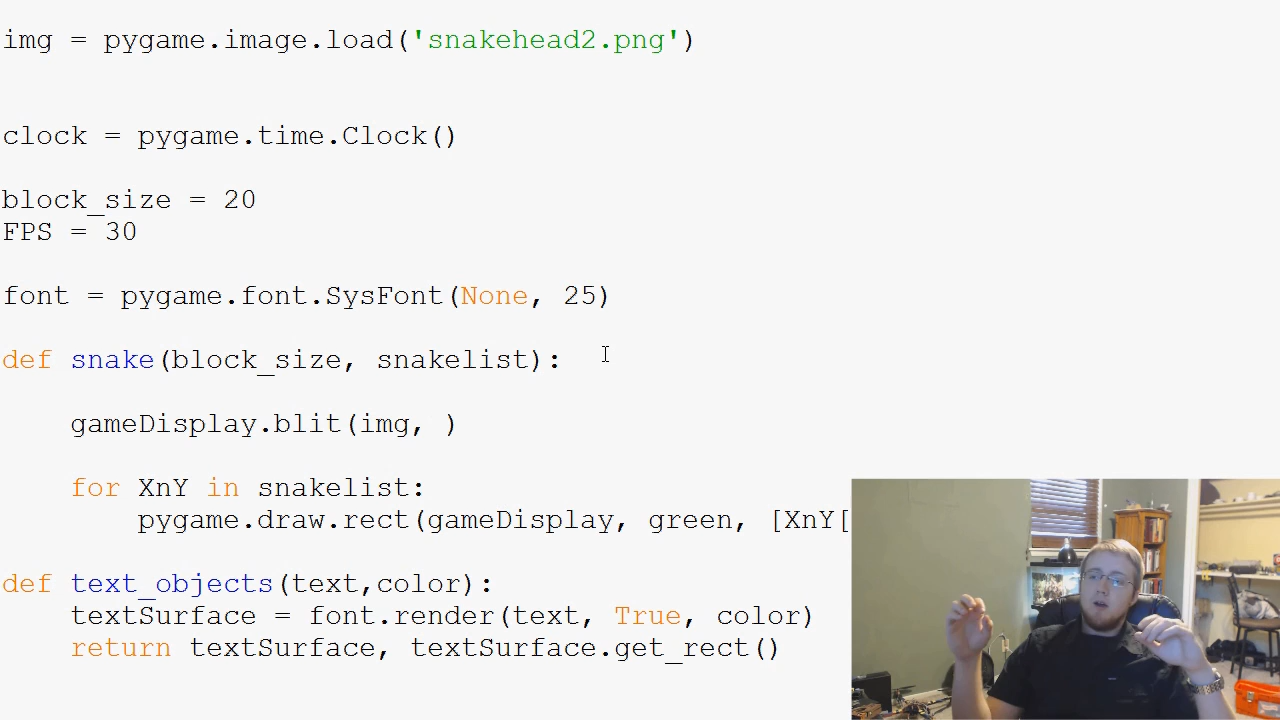 img = pygame.image.load('snakehead2.png')
clock = pygame.time.Clock()
block_size = 20
FPS = 30
font = pygame.font.SysFont(None, 25)
def snake(block_size, snakelist):
gameDisplay.blit(img, )
for XnY in snakelist:
pygame.draw.rect(gameDisplay, green, [XnY[
def text_objects(text,color):
textSurface = font.render(text, True, color)
return textSurface, textSurface.get_rect()